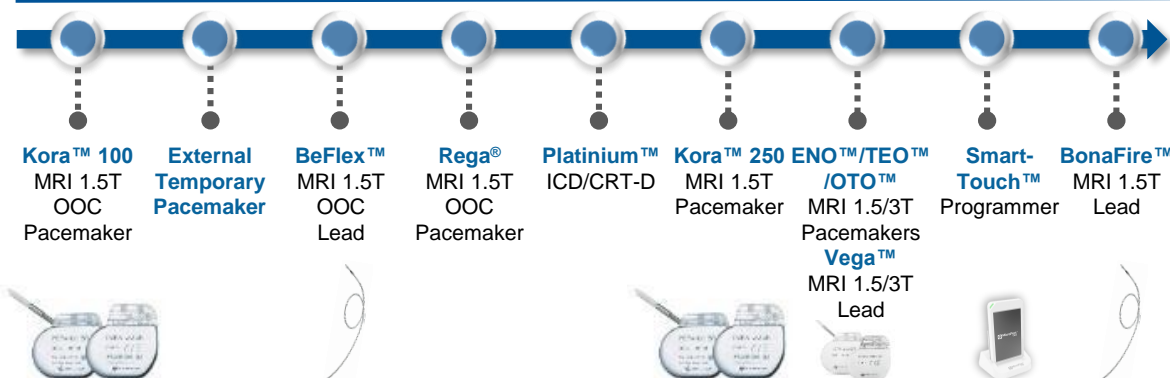 Kora™ 100
MRI 1.5T
OOC
Pacemaker
External
Temporary
Pacemaker
BeFlex™
MRI 1.5T
OOC
Lead
Rega®
MRI 1.5T
OOC
Pacemaker
Platinium™
ICD/CRT-D
Kora™ 250
MRI 1.5T
Pacemaker
ENO™/TEO™
/OTO™
MRI 1.5/3T
Pacemakers
Vega™
MRI 1.5/3T
Lead
Smart-
Touch™
Programmer
BonaFire™
MRI 1.5T
Lead